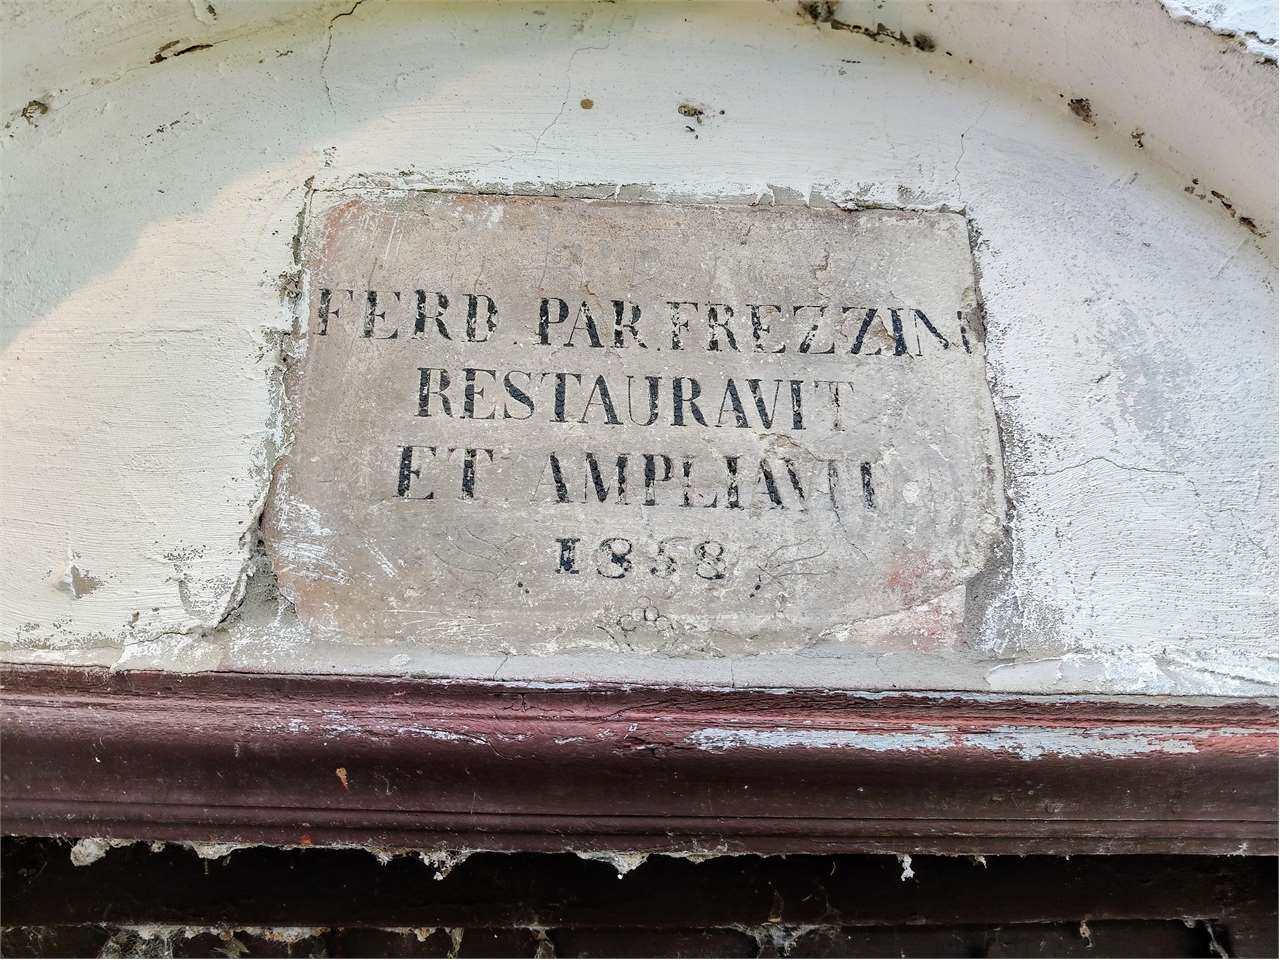 FERD. PAR. FREZZINI
RESTAURAVIT
ET AMPLIAVIT
1858